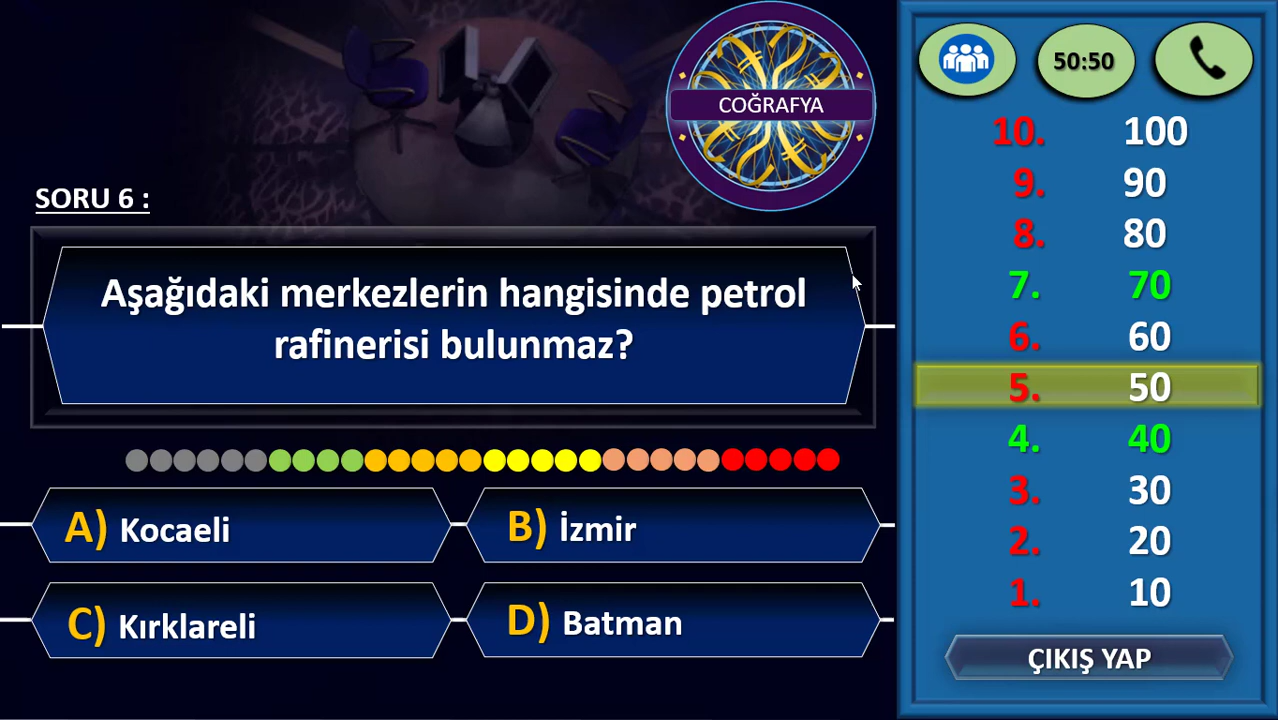 COĞRAFYA
SORU 6 :
Aşağıdaki merkezlerin hangisinde petrol
rafinerisi bulunmaz?
A) Kocaeli
B) İzmir
C) Kırklareli
D) Batman
50:50
10. 100
9. 90
8. 80
7. 70
6. 60
5. 50
4. 40
3. 30
2. 20
1. 10
ÇIKIŞ YAP